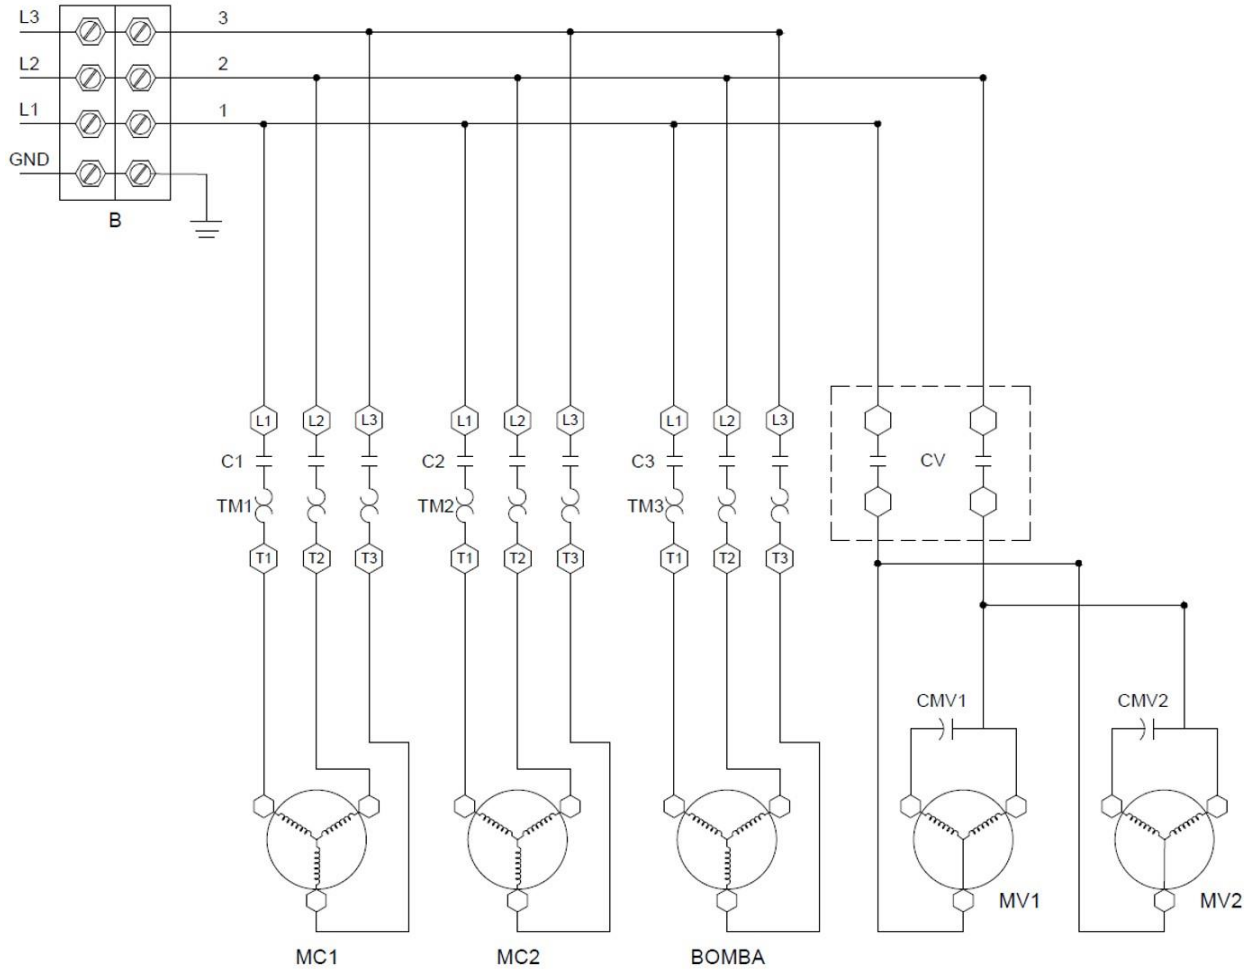 L3 3
L2 2
L1 1
GND
B
L1 L2 L3 L1 L2 L3 L1 L2 L3
C1 C2 C3 CV
TM1 TM2 TM3
T1 T2 T3 T1 T2 T3 T1 T2 T3
CMV1 CMV2
MV1 MV2
MC1 MC2 BOMBA